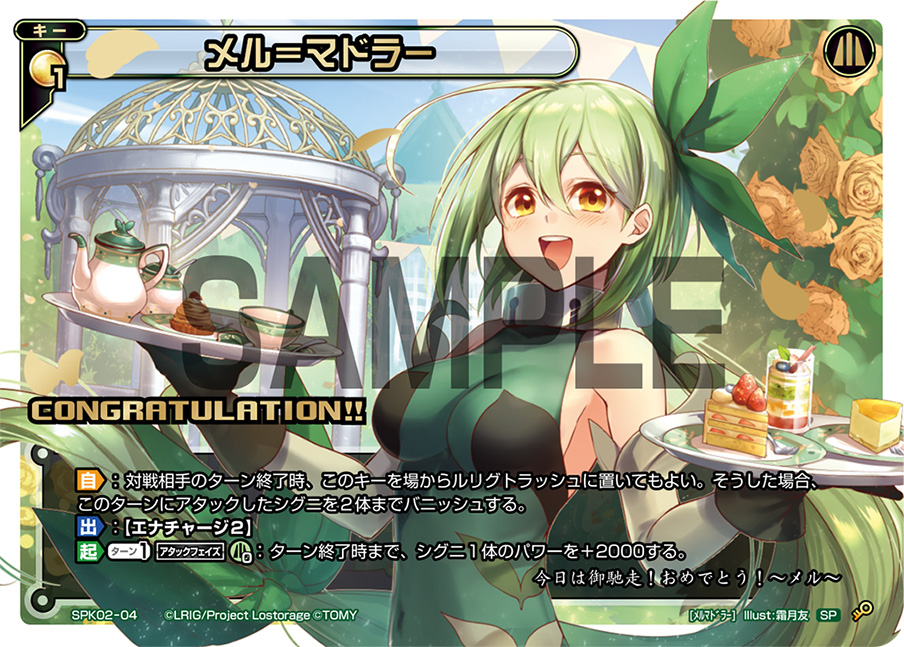 キー
メル=マドラー
1
SAMPLE
CONGRATULATION!!
自:対戦相手のターン終了時、このキーを場からルリグトラッシュに置いてもよい。そうした場合、
このターンにアタックしたシグニを2体までバニッシュする。
出:【エナチャージ2】
起 ターン1 アタックフェイズ 0:ターン終了時まで、シグニ1体のパワーを+2000する。
今日は御馳走!おめでとう!~メル~
SPK02-04 ©LRIG/Project Lostorage ©TOMY [メル/マドラー] Illust:霜月友 SP